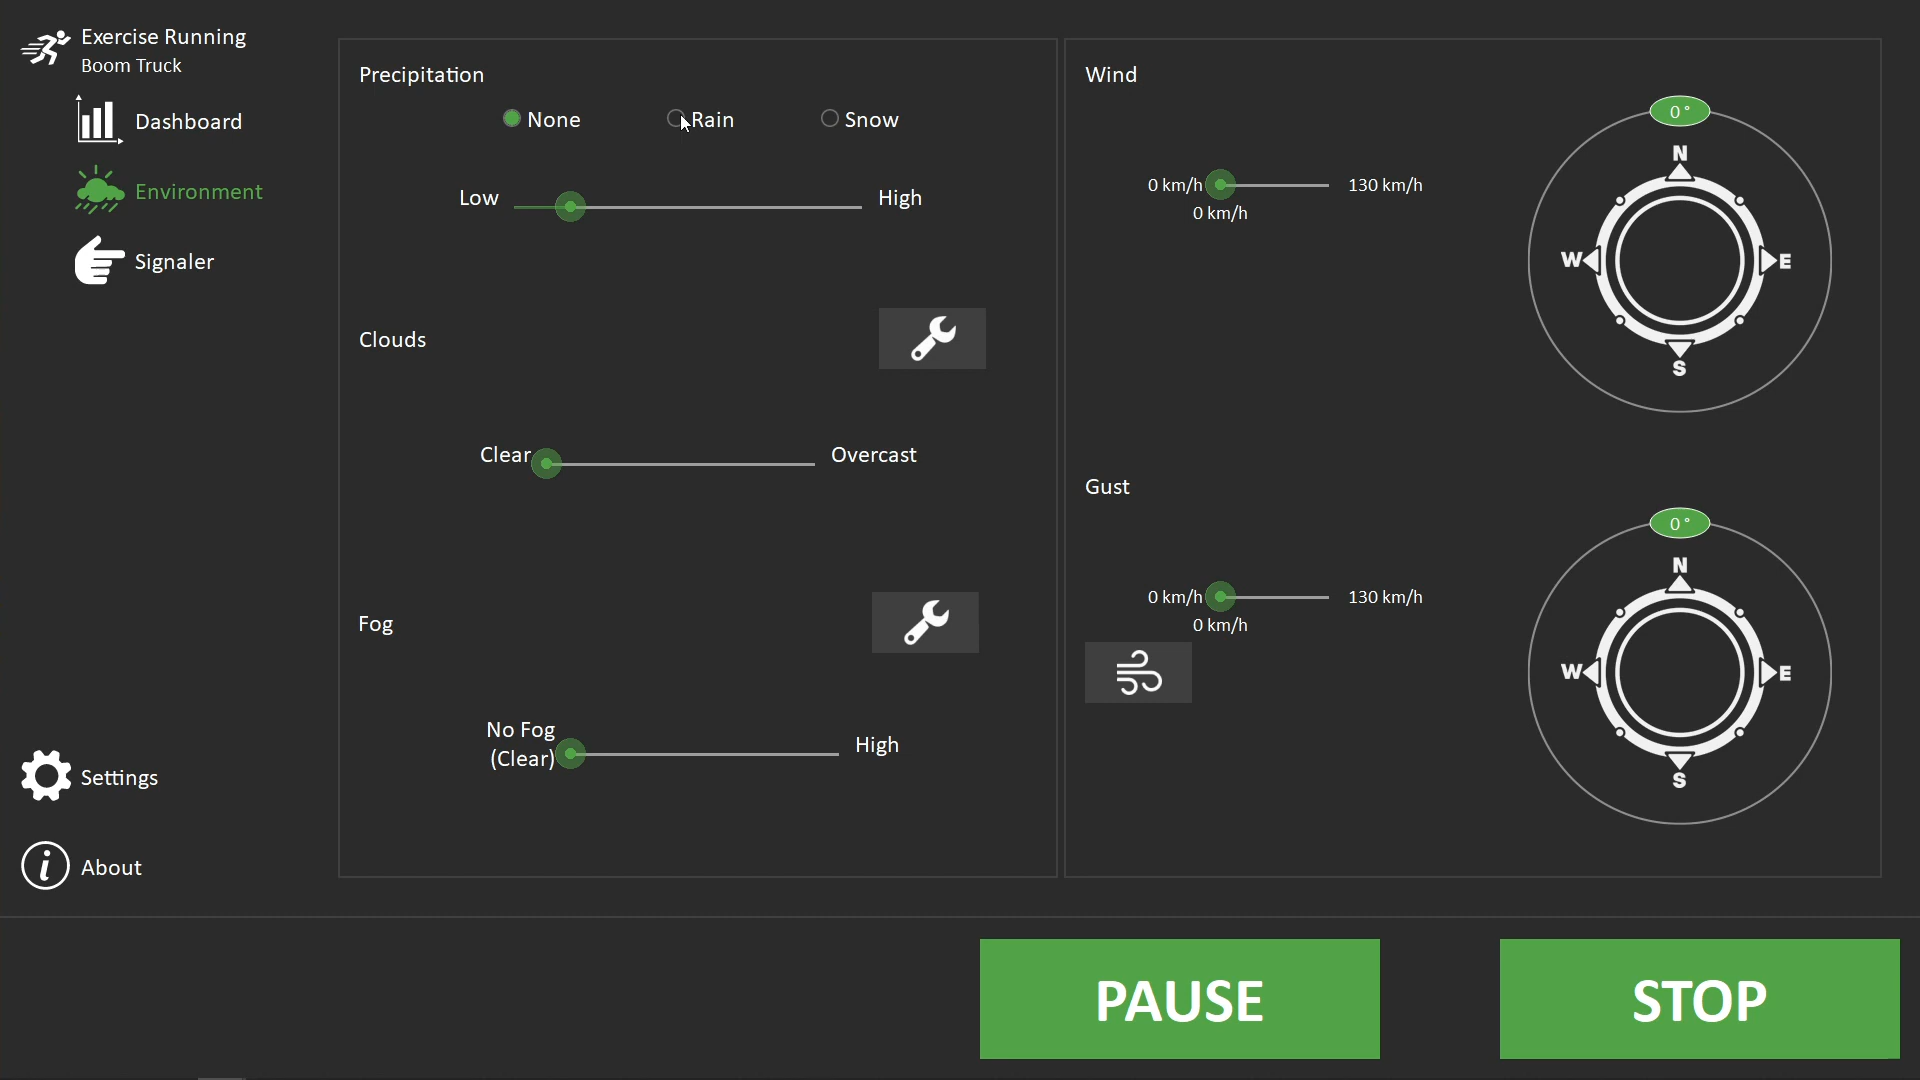 Exercise Running
Boom Truck
Dashboard
Environment
Signaler
Settings
About
Precipitation
None
Rain
Snow
Low
High
Clouds
Clear
Overcast
Fog
No Fog
(Clear)
High
Wind
0 km/h
130 km/h
0 km/h
0 °
N
W
E
S
Gust
0 km/h
130 km/h
0 km/h
0 °
N
W
E
S
PAUSE
STOP